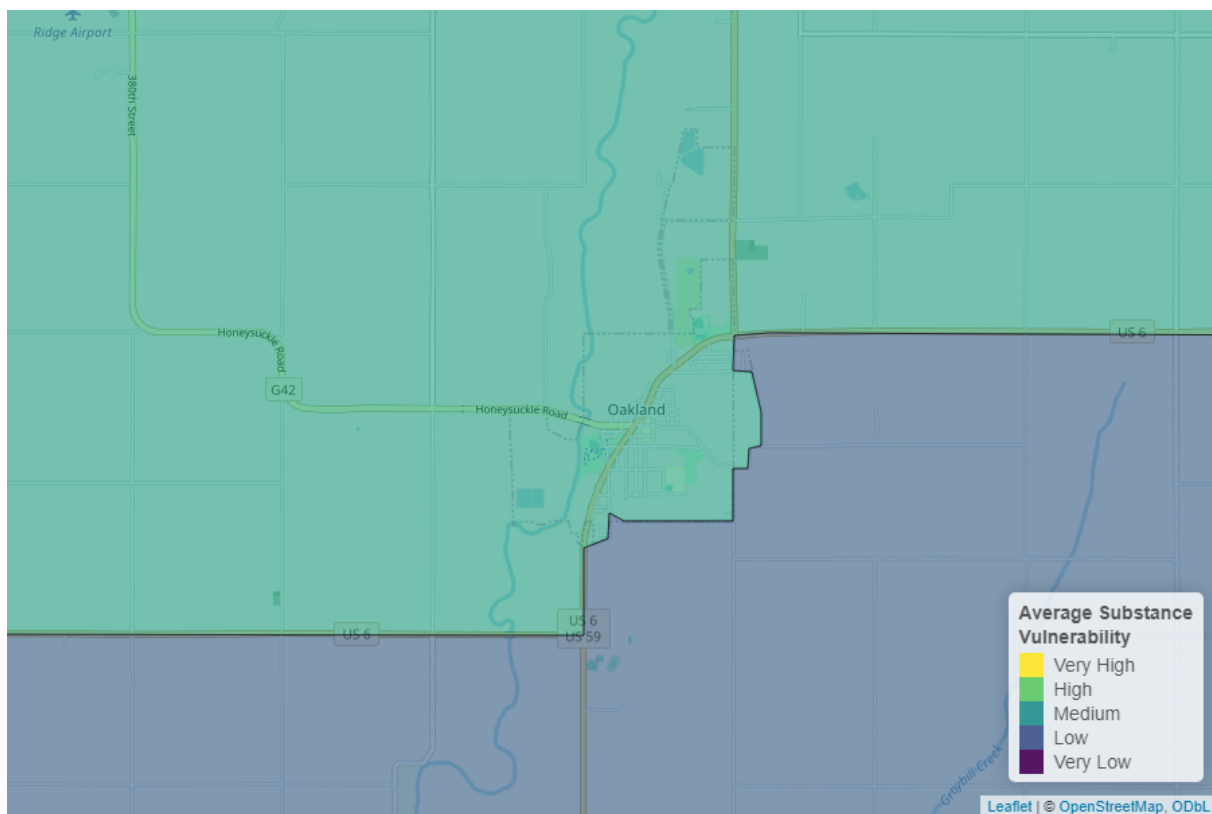 Ridge Airport
380th Street
Honeysuckle Road
US 6
G42
Honeysuckle Road
Oakland
US 6
US 6
US 59
Graybill Creek
Average Substance
Vulnerability
Very High
High
Medium
Low
Very Low
Leaflet | © OpenStreetMap, ODbL